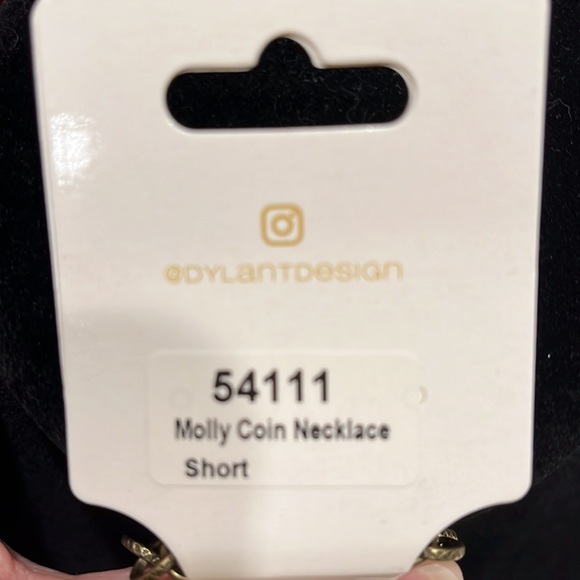 @DYLANTDESIGN
54111
Molly Coin Necklace
Short